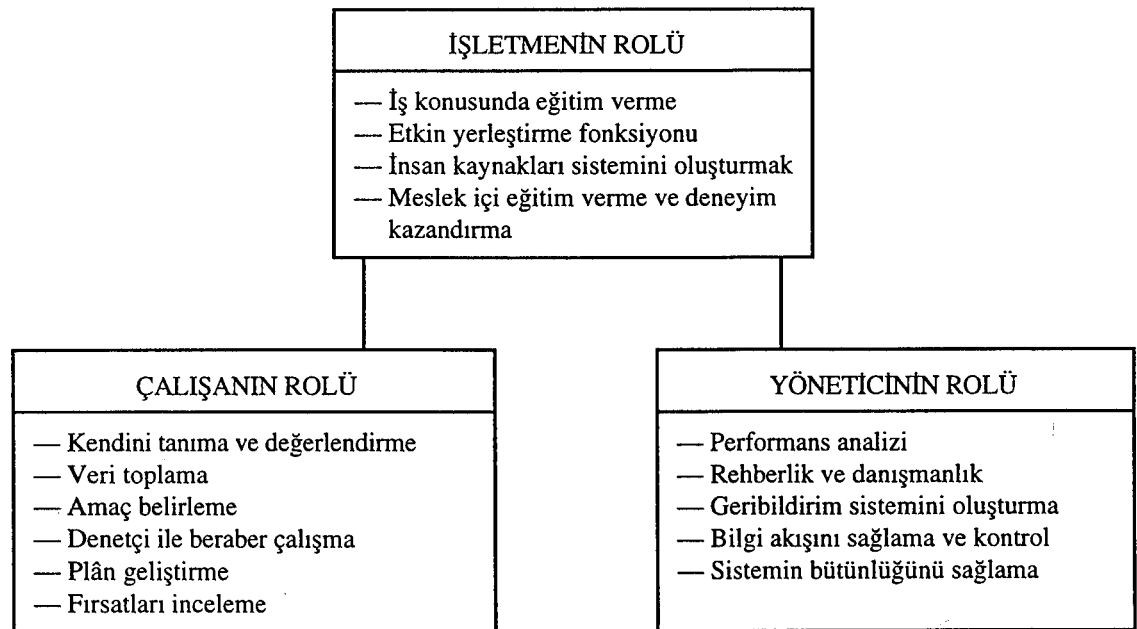 İŞLETMENİN ROLÜ
— İş konusunda eğitim verme
— Etkin yerleştirme fonksiyonu
— İnsan kaynakları sistemini oluşturmak
— Meslek içi eğitim verme ve deneyim
kazandırma
ÇALIŞANIN ROLÜ
— Kendini tanıma ve değerlendirme
— Veri toplama
— Amaç belirleme
— Denetçi ile beraber çalışma
— Plân geliştirme
— Fırsatları inceleme
YÖNETİCİNİN ROLÜ
— Performans analizi
— Rehberlik ve danışmanlık
— Geribildirim sistemini oluşturma
— Bilgi akışını sağlama ve kontrol
— Sistemin bütünlüğünü sağlama